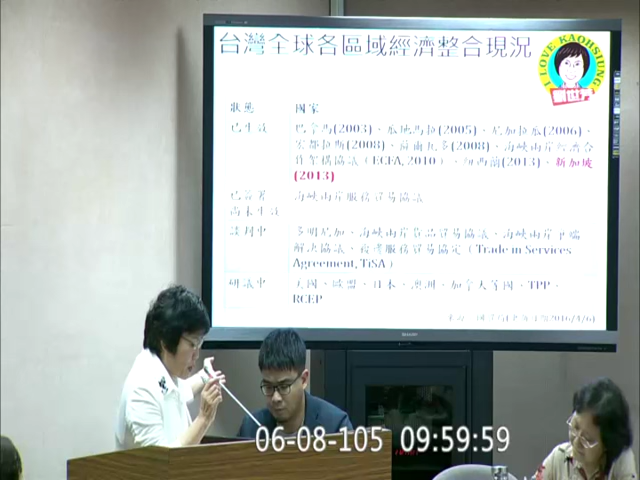 台灣全球各區域經濟整合現況
I LOVE KAOHSIUNG
狀態 國家
已生效 巴拿馬(2003)、瓜地馬拉(2005)、尼加拉瓜(2006)、
宏都拉斯(2008)、薩爾瓦多(2008)、海峽兩岸經濟合
作架構協議（ECFA, 2010）、紐西蘭(2013)、新加坡
(2013)
已簽署 海峽兩岸服務貿易協議
尚未生效
談判中 多明尼加、海峽兩岸貨品貿易協議、海峽兩岸爭端
解決協議、複邊服務貿易協定（Trade in Services
Agreement, TiSA）
研議中 美國、歐盟、日本、澳洲、加拿大等國、TPP、
RCEP
06-08-105 09:59:59